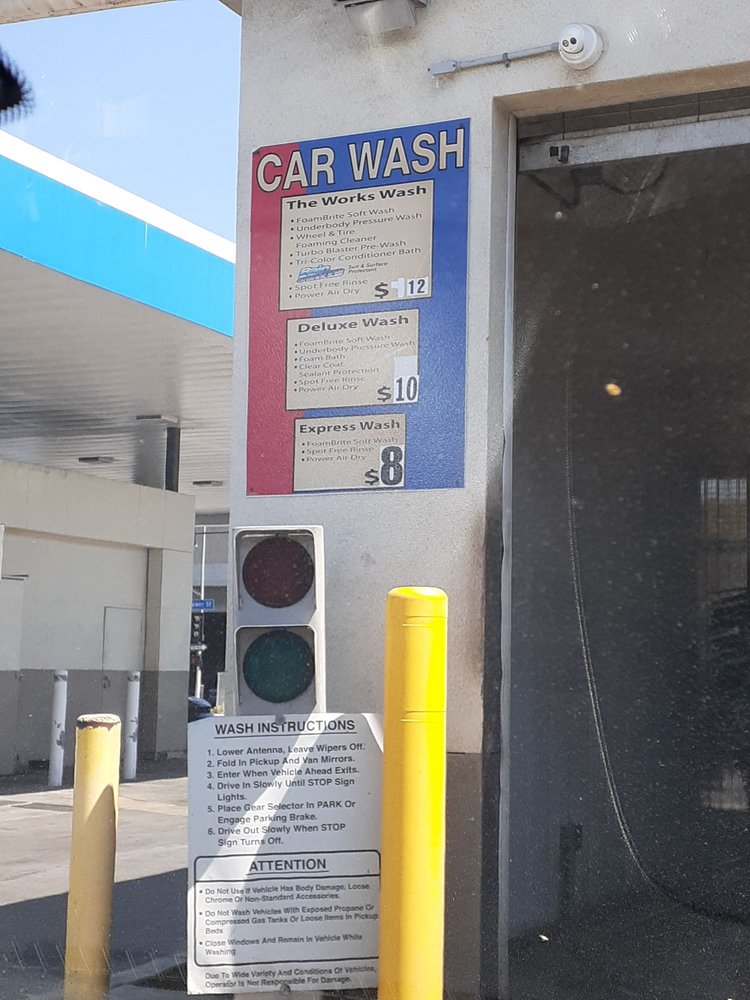 CAR WASH
The Works Wash
• FoamBrite Soft Wash
• Underbody Pressure Wash
• Wheel & Tire
Foaming Cleaner
• Turbo Blaster Pre-Wash
• Tri-Color Conditioner Bath
Protectant
• Spot Free Rinse
• Power Air Dry
$ 12
Deluxe Wash
• FoamBrite Soft Wash
• Underbody Pressure Wash
• Foam Bath
• Clear Coat
Sealant Protection
• Spot Free Rinse
• Power Air Dry
$10
Express Wash
• FoamBrite Soft Wash
• Spot Free Rinse
• Power Air Dry
$8
WASH INSTRUCTIONS
1. Lower Antenna, Leave Wipers Off.
2. Fold In Pickup And Van Mirrors.
3. Enter When Vehicle Ahead Exits.
4. Drive In Slowly Until STOP Sign
Lights.
5. Place Gear Selector In PARK Or
Engage Parking Brake.
6. Drive Out Slowly When STOP
Sign Turns Off.
ATTENTION
• Do Not Use If Vehicle Has Body Damage, Loose
Chrome Or Non-Standard Accessories.
• Do Not Wash Vehicles With Exposed Propane Or
Compressed Gas Tanks Or Loose Items In Pickup
Beds
• Close Windows And Remain In Vehicle While
Washing
Due To Wide Variety And Conditions Of Vehicles,
Operator Is Not Responsible For Damage.